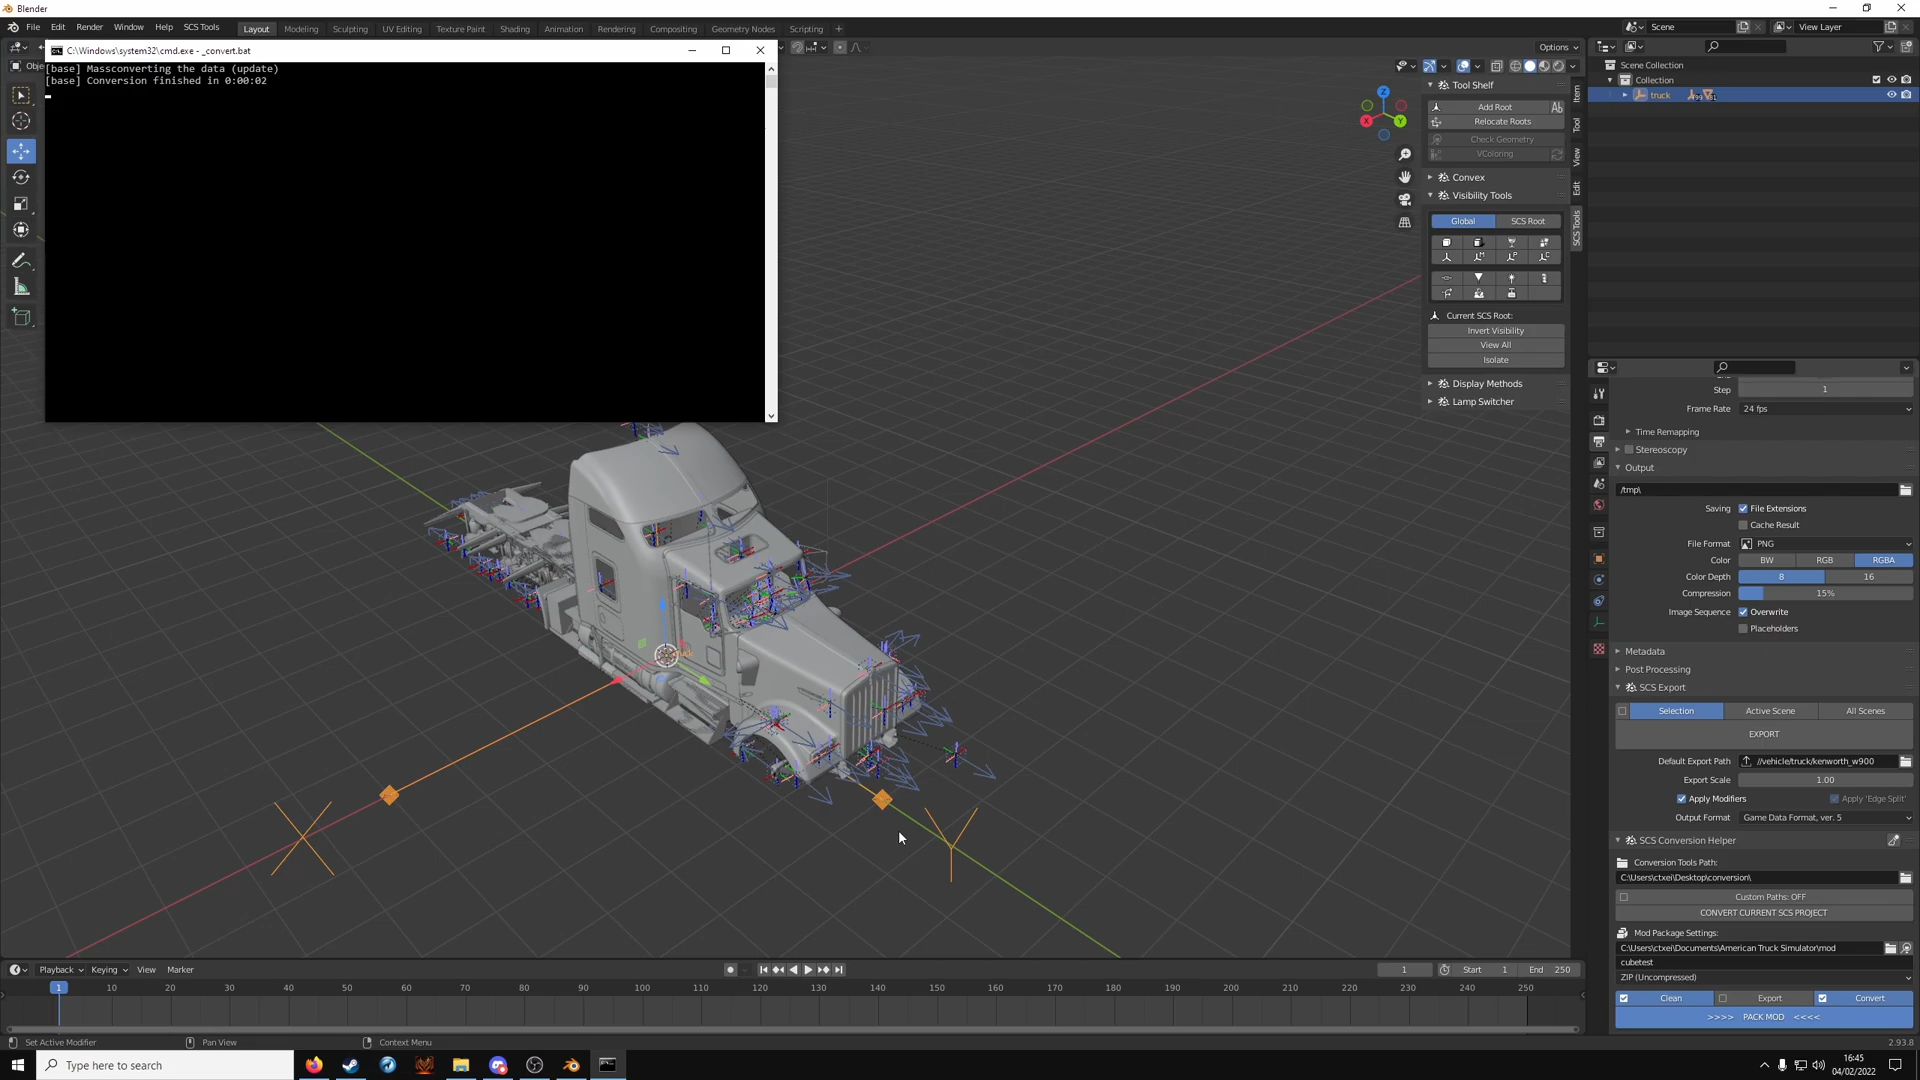 Blender
File Edit Render Window Help SCS Tools
Layout Modeling Sculpting UV Editing Texture Paint Shading Animation Rendering Compositing Geometry Nodes Scripting +
Scene
View Layer
C:\Windows\system32\cmd.exe - _convert.bat
[base] Massconverting the data (update)
[base] Conversion finished in 0:00:02
Options
Z
X
Y
Tool Shelf
Add Root
Relocate Roots
Check Geometry
VColoring
Convex
Visibility Tools
Global SCS Root
Current SCS Root:
Invert Visibility
View All
Isolate
Display Methods
Lamp Switcher
Item
Tool
View
Edit
SCS Tools
Scene Collection
Collection
truck
Step 1
Frame Rate 24 fps
Time Remapping
Stereoscopy
Output
/tmp\
Saving File Extensions
Cache Result
File Format PNG
Color BW RGB RGBA
Color Depth 8 16
Compression 15%
Image Sequence Overwrite
Placeholders
Metadata
Post Processing
SCS Export
Selection Active Scene All Scenes
EXPORT
Default Export Path //vehicle/truck/kenworth_w900
Export Scale 1.00
Apply Modifiers Apply 'Edge Split'
Output Format Game Data Format, ver. 5
SCS Conversion Helper
Conversion Tools Path:
C:\Users\ctxei\Desktop\conversion\
Custom Paths: OFF
CONVERT CURRENT SCS PROJECT
Mod Package Settings:
C:\Users\ctxei\Documents\American Truck Simulator\mod
cubetest
ZIP (Uncompressed)
Clean Export Convert
>>>> PACK MOD <<<<
Playback Keying View Marker
1 Start 1 End 250
1 10 20 30 40 50 60 70 80 90 100 110 120 130 140 150 160 170 180 190 200 210 220 230 240 250
Set Active Modifier Pan View Context Menu
2.93.8
Type here to search
16:45
04/02/2022